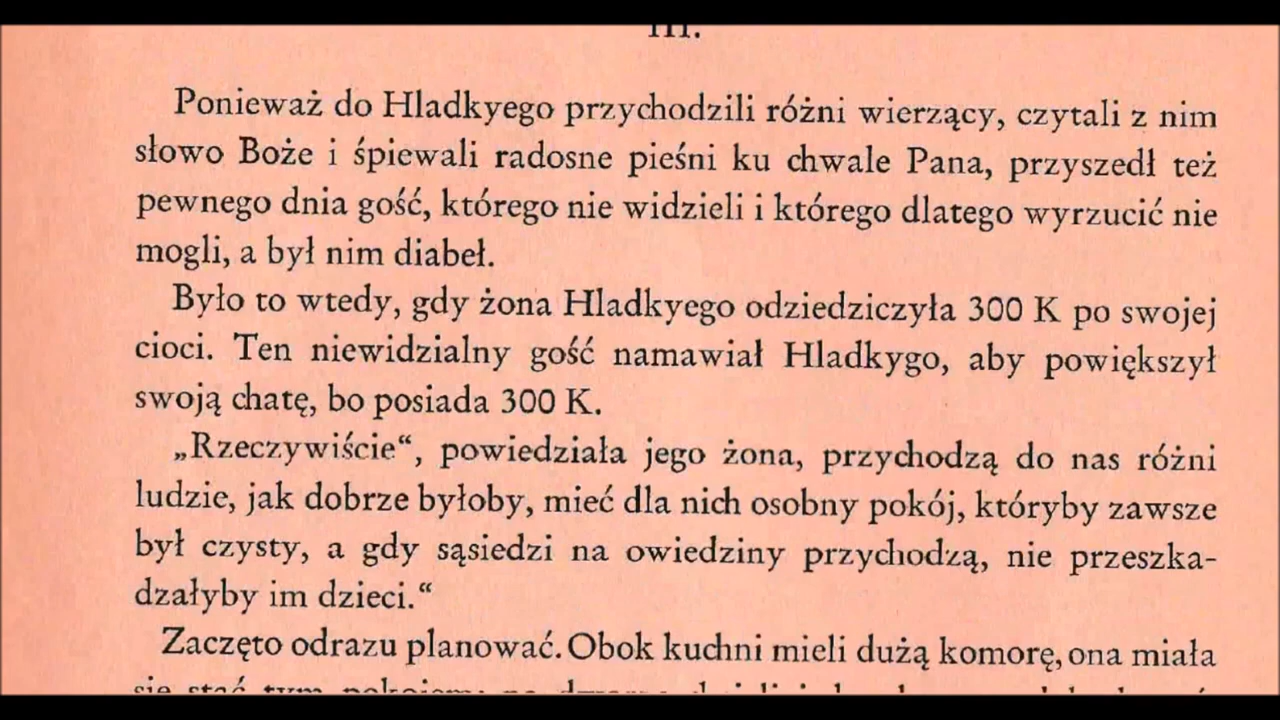 III.
Ponieważ do Hladkyego przychodzili różni wierzący, czytali z nim
słowo Boże i śpiewali radosne pieśni ku chwale Pana, przyszedł też
pewnego dnia gość, którego nie widzieli i którego dlatego wyrzucić nie
mogli, a był nim diabeł.
Było to wtedy, gdy żona Hladkyego odziedziczyła 300 K po swojej
cioci. Ten niewidzialny gość namawiał Hladkygo, aby powiększył
swoją chatę, bo posiada 300 K.
„Rzeczywiście“, powiedziała jego żona, przychodzą do nas różni
ludzie, jak dobrze byłoby, mieć dla nich osobny pokój, któryby zawsze
był czysty, a gdy sąsiedzi na owiedziny przychodzą, nie przeszka-
dzałyby im dzieci.“
Zaczęto odrazu planować. Obok kuchni mieli dużą komorę, ona miała
się stać tym pokojem;